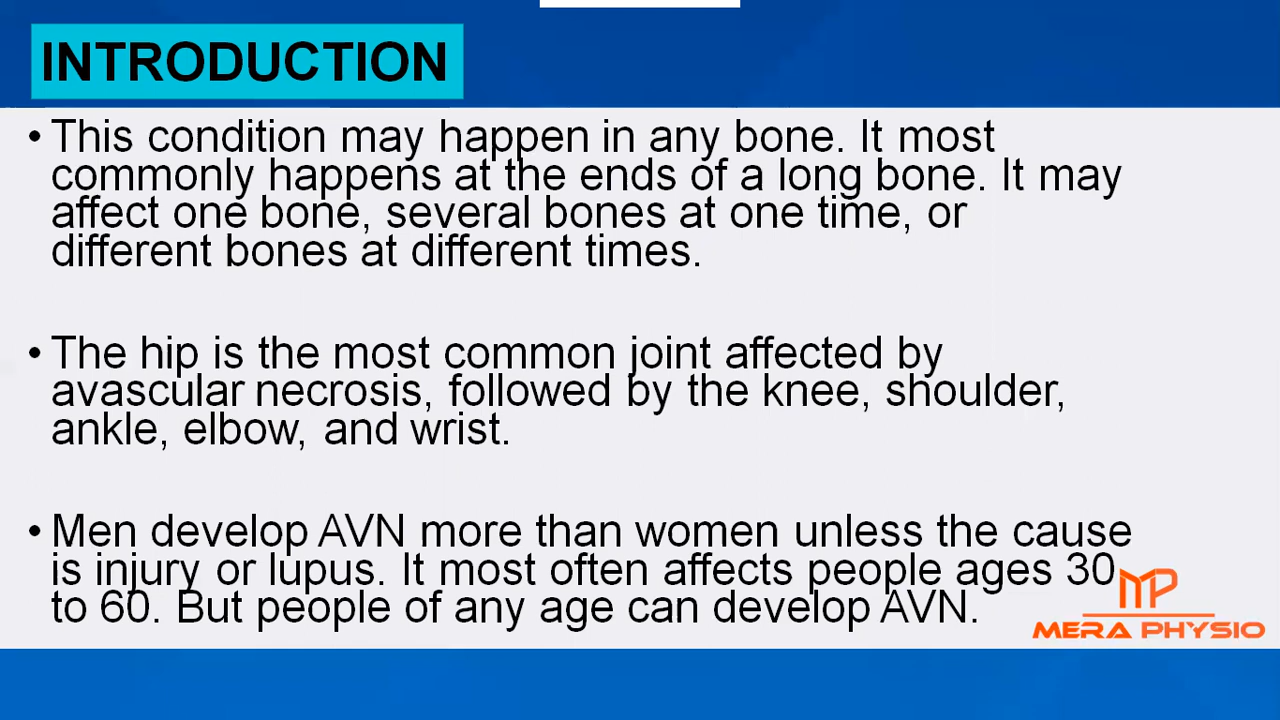 INTRODUCTION
• This condition may happen in any bone. It most
commonly happens at the ends of a long bone. It may
affect one bone, several bones at one time, or
different bones at different times.
• The hip is the most common joint affected by
avascular necrosis, followed by the knee, shoulder,
ankle, elbow, and wrist.
• Men develop AVN more than women unless the cause
is injury or lupus. It most often affects people ages 30
to 60. But people of any age can develop AVN.
MP
MERA PHYSIO